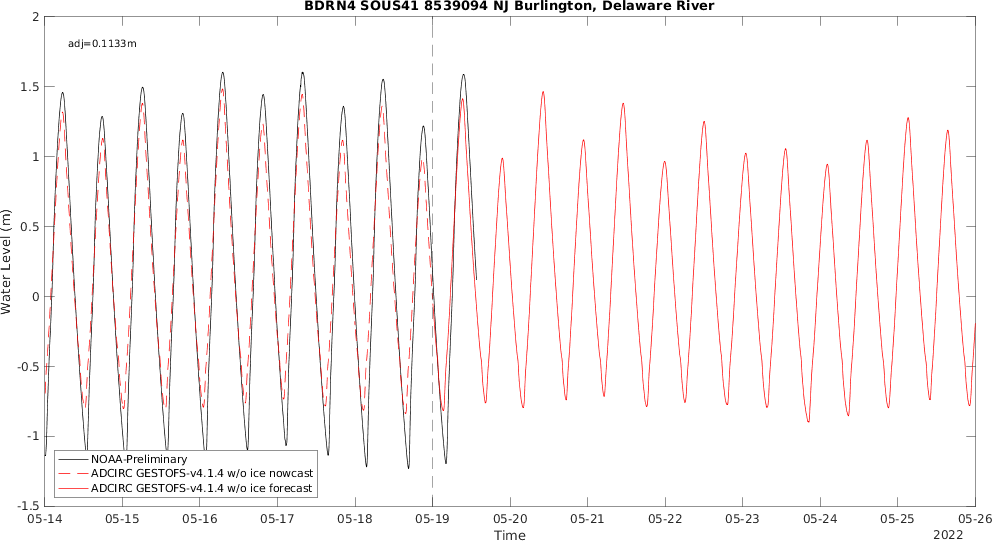 BDRN4 SOUS41 8539094 NJ Burlington, Delaware River
adj=0.1133m
Water Level (m)
2
1.5
1
0.5
0
-0.5
-1
-1.5
NOAA-Preliminary
ADCIRC GESTOFS-v4.1.4 w/o ice nowcast
ADCIRC GESTOFS-v4.1.4 w/o ice forecast
05-14 05-15 05-16 05-17 05-18 05-19 05-20 05-21 05-22 05-23 05-24 05-25 05-26
Time
2022